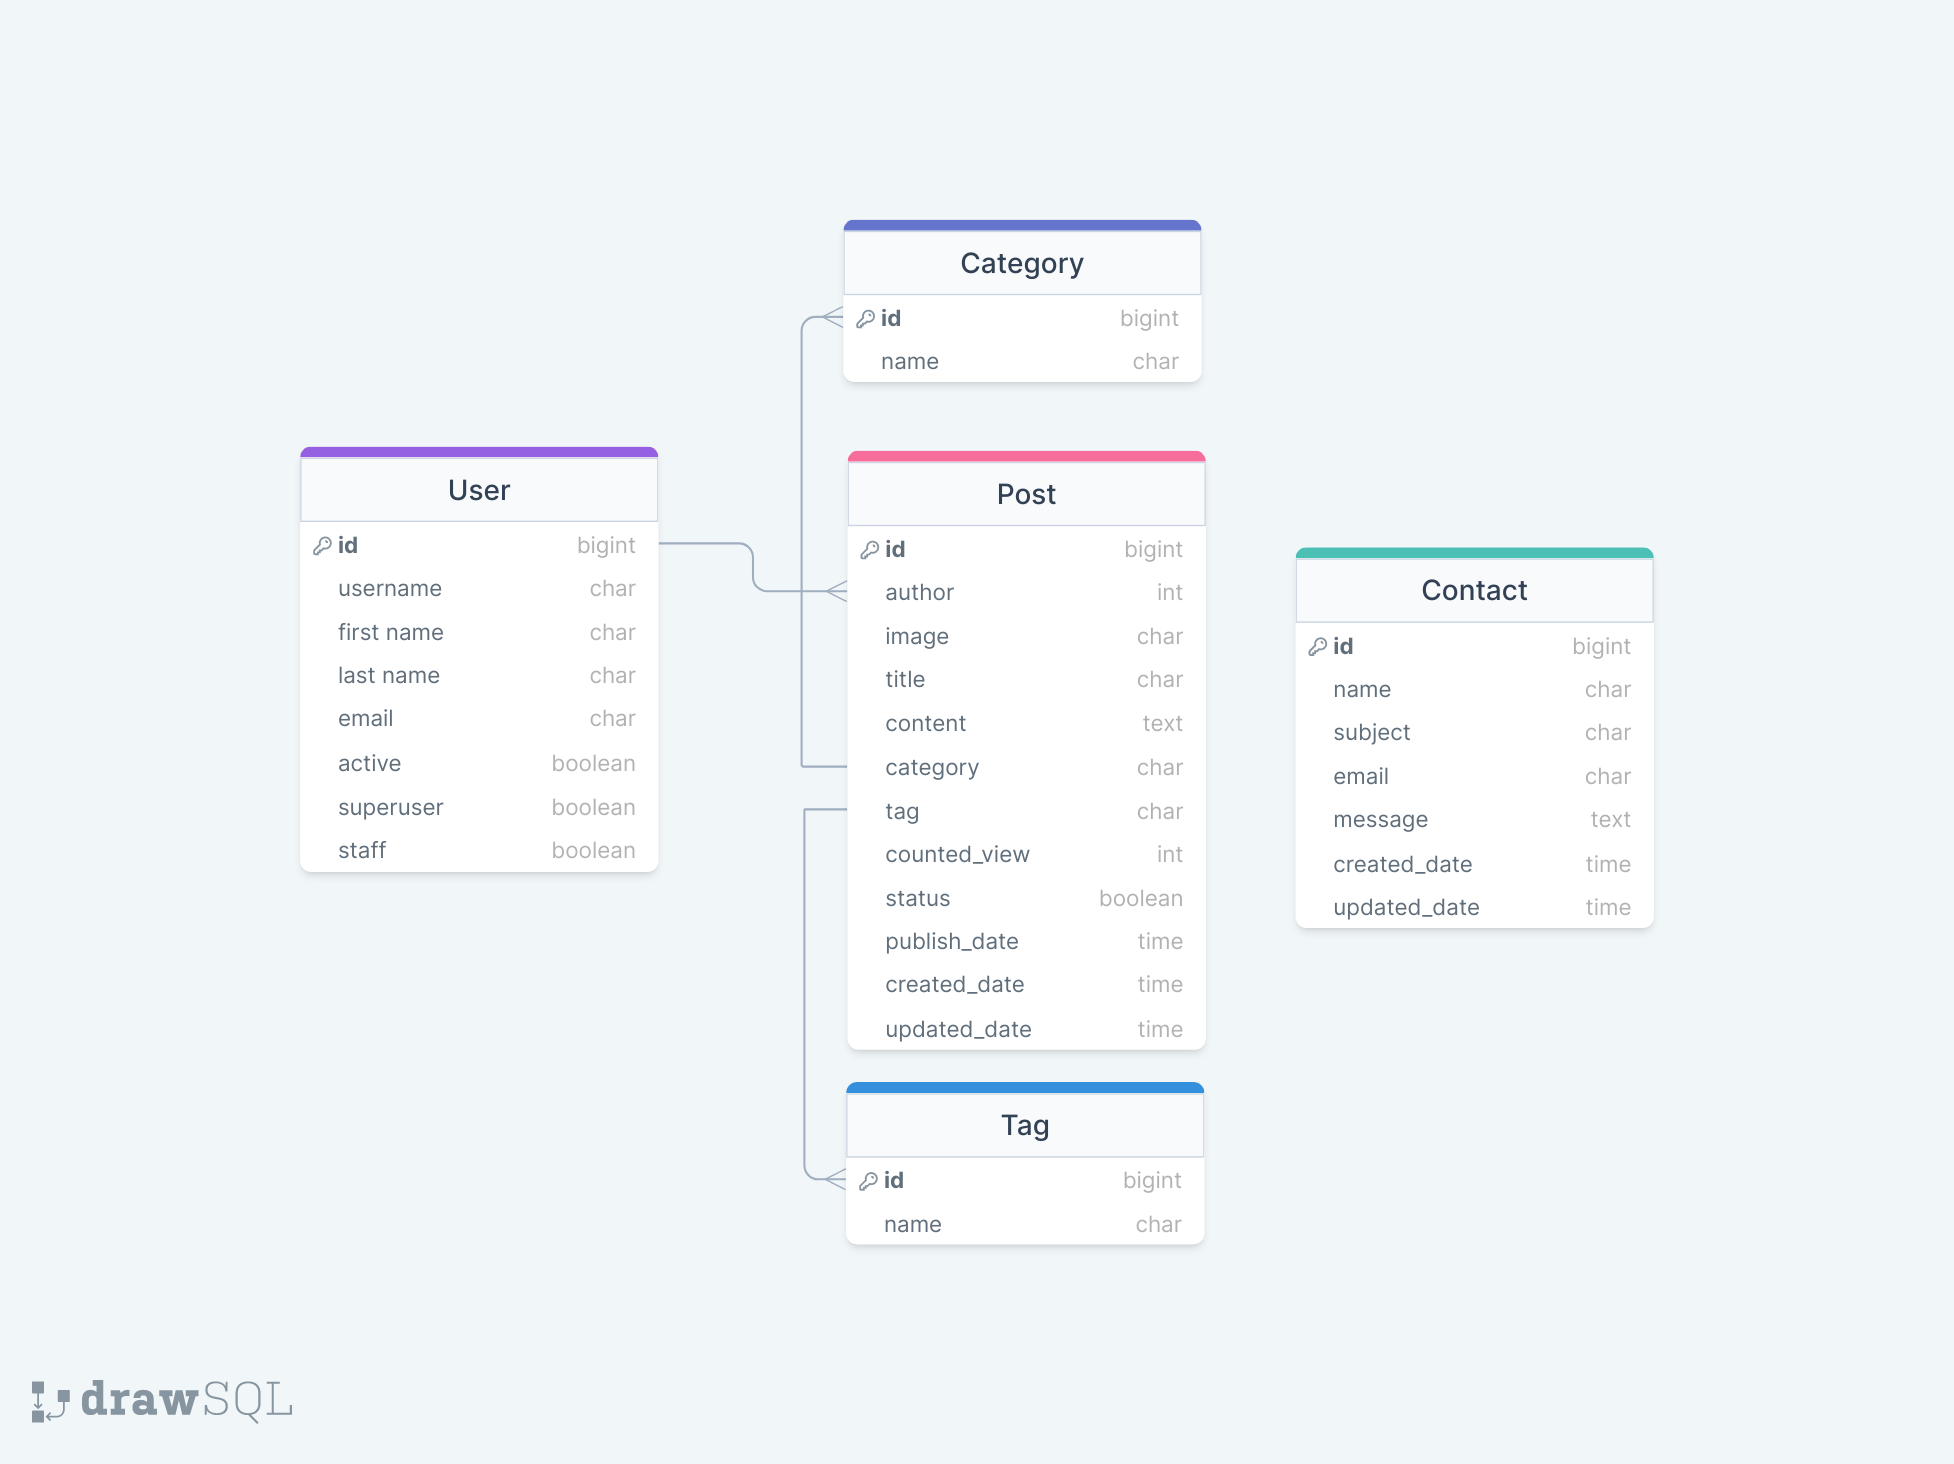 Category
id bigint
name char
User
id bigint
username char
first name char
last name char
email char
active boolean
superuser boolean
staff boolean
Post
id bigint
author int
image char
title char
content text
category char
tag char
counted_view int
status boolean
publish_date time
created_date time
updated_date time
Contact
id bigint
name char
subject char
email char
message text
created_date time
updated_date time
Tag
id bigint
name char
drawSQL